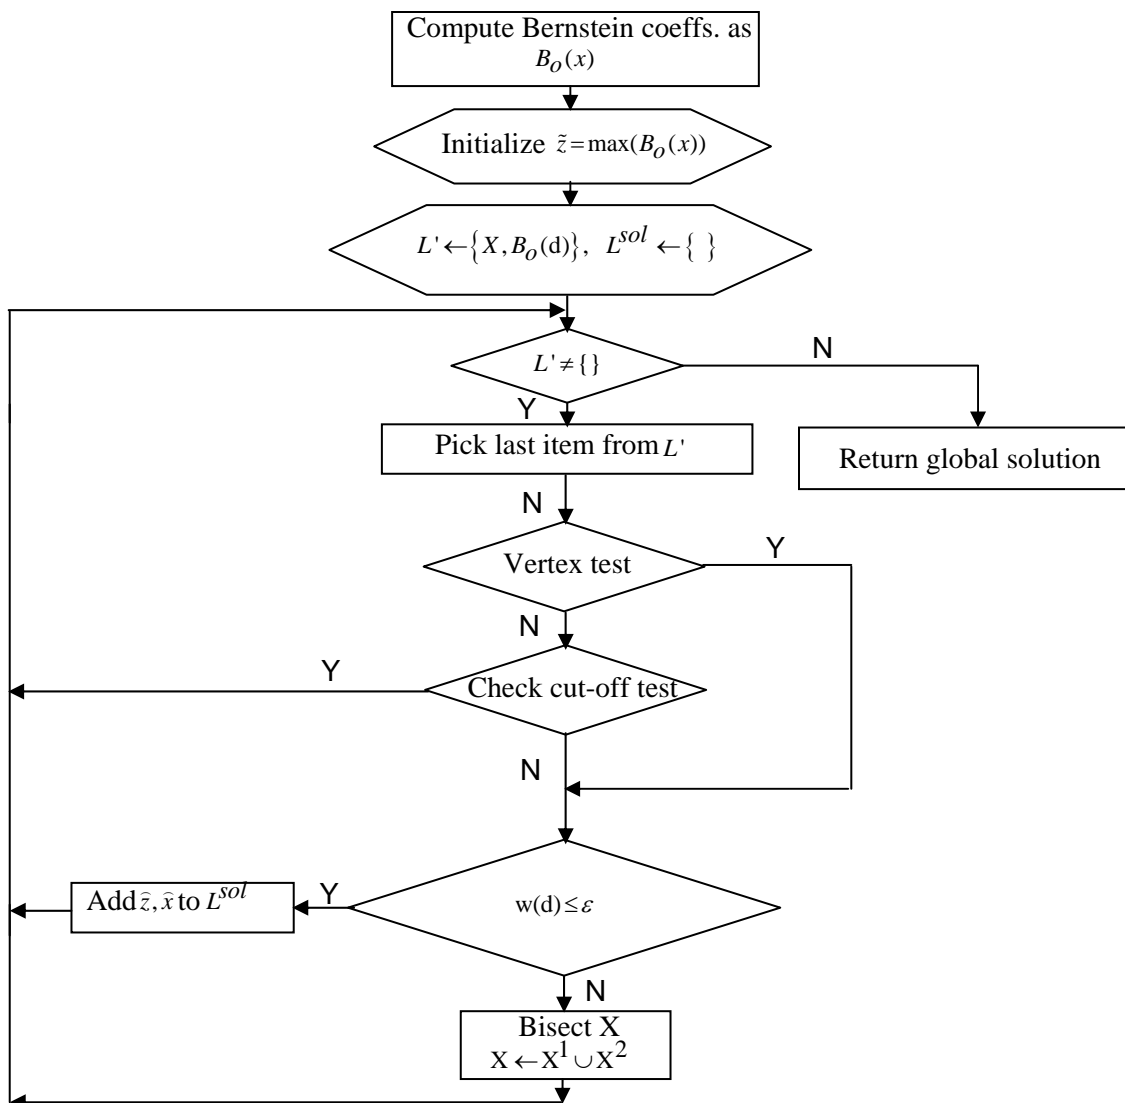 Compute Bernstein coeffs. as
B_o(x)
Initialize z̃=max(B_o(x))
L'←{X,B_o(d)}, L^sol←{ }
L'≠{}
N
Y
Pick last item from L'
Return global solution
N
Vertex test
Y
N
Y
Check cut-off test
N
Add ẑ,x̂ to L^sol
Y
w(d)≤ε
N
Bisect X
X←X^1∪X^2